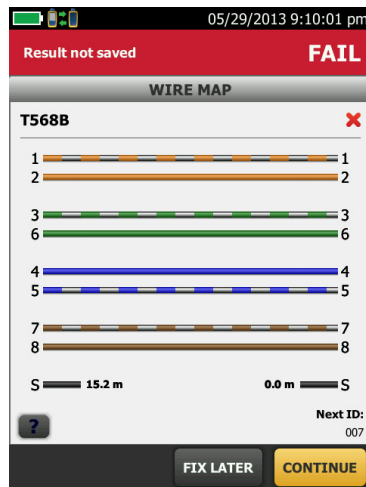 05/29/2013 9:10:01 pm
Result not saved FAIL
WIRE MAP
T568B
1 1
2 2
3 3
6 6
4 4
5 5
7 7
8 8
S 15.2 m 0.0 m S
? Next ID:
007
FIX LATER CONTINUE